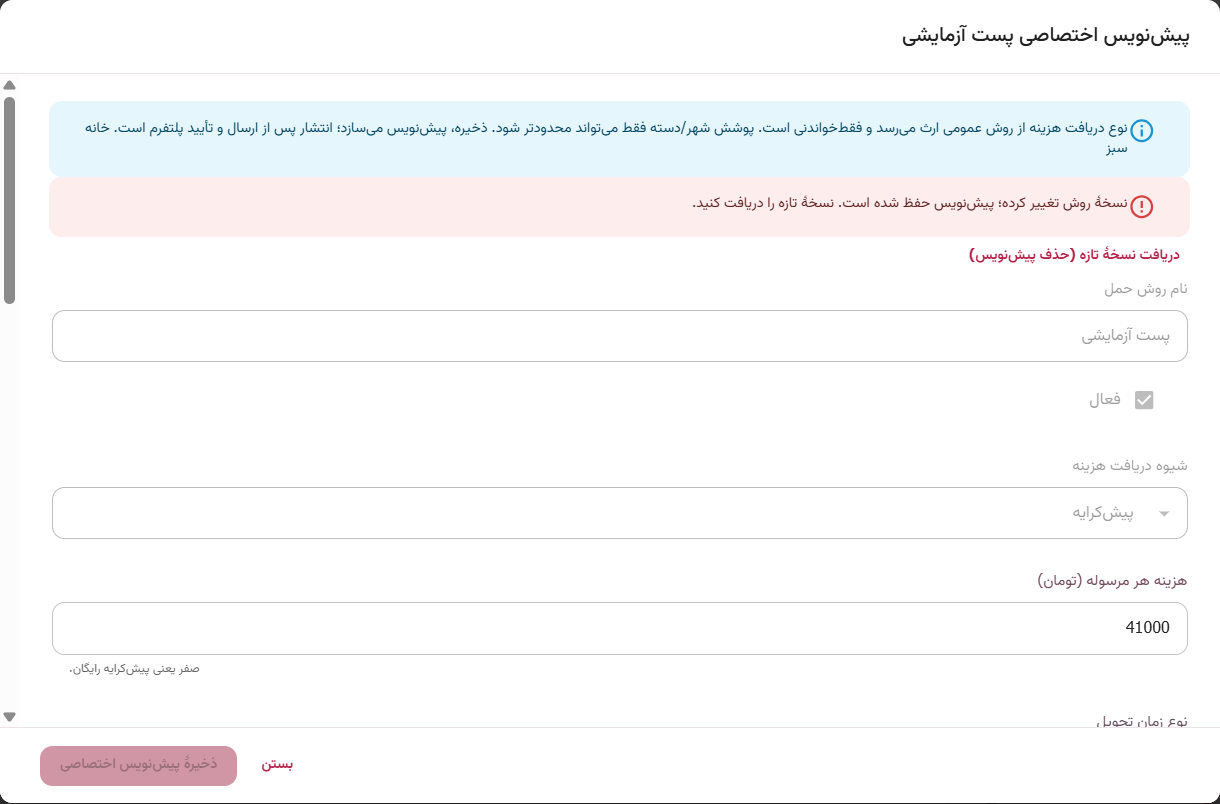 پیش‌نویس اختصاصی پست آزمایشی
نوع دریافت هزینه از روش عمومی ارث می‌رسد و فقط‌خواندنی است. پوشش شهر/دسته فقط می‌تواند محدودتر شود. ذخیره، پیش‌نویس می‌سازد؛ انتشار پس از ارسال و تأیید پلتفرم است. خانه
سبز
نسخهٔ روش تغییر کرده؛ پیش‌نویس حفظ شده است. نسخهٔ تازه را دریافت کنید.
دریافت نسخهٔ تازه (حذف پیش‌نویس)
نام روش حمل
پست آزمایشی
فعال
شیوه دریافت هزینه
پیش‌کرایه
هزینه هر مرسوله (تومان)
41000
صفر یعنی پیش‌کرایه رایگان.
نوع زمان تحویل
بستن
ذخیرهٔ پیش‌نویس اختصاصی